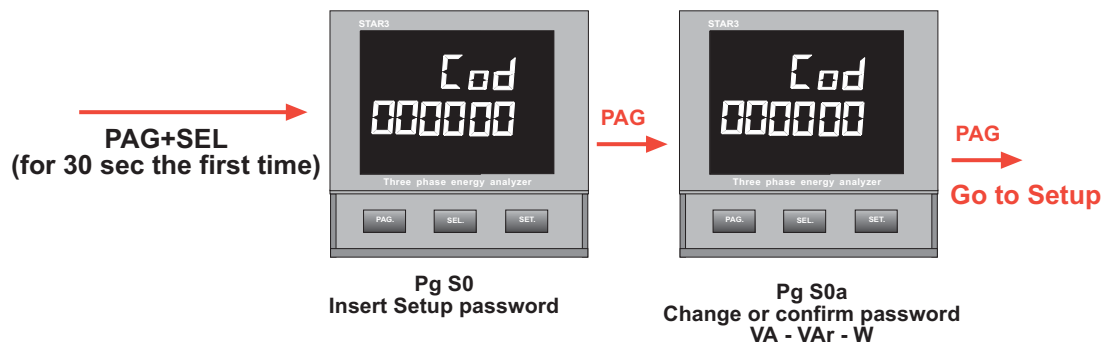 STAR3
Cod
000000
Three phase energy analyzer
PAG.
SEL.
SET.
PAG+SEL
(for 30 sec the first time)
Pg S0
Insert Setup password
PAG
STAR3
Cod
000000
Three phase energy analyzer
PAG.
SEL.
SET.
Pg S0a
Change or confirm password
VA - VAr - W
PAG
Go to Setup